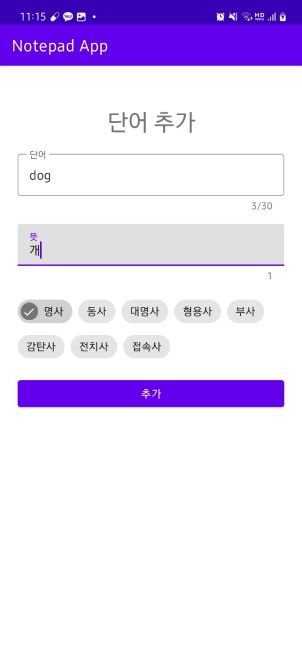 11:15
Notepad App
단어 추가
단어
dog
3/30
뜻
개
1
명사 동사 대명사 형용사 부사
감탄사 전치사 접속사
추가